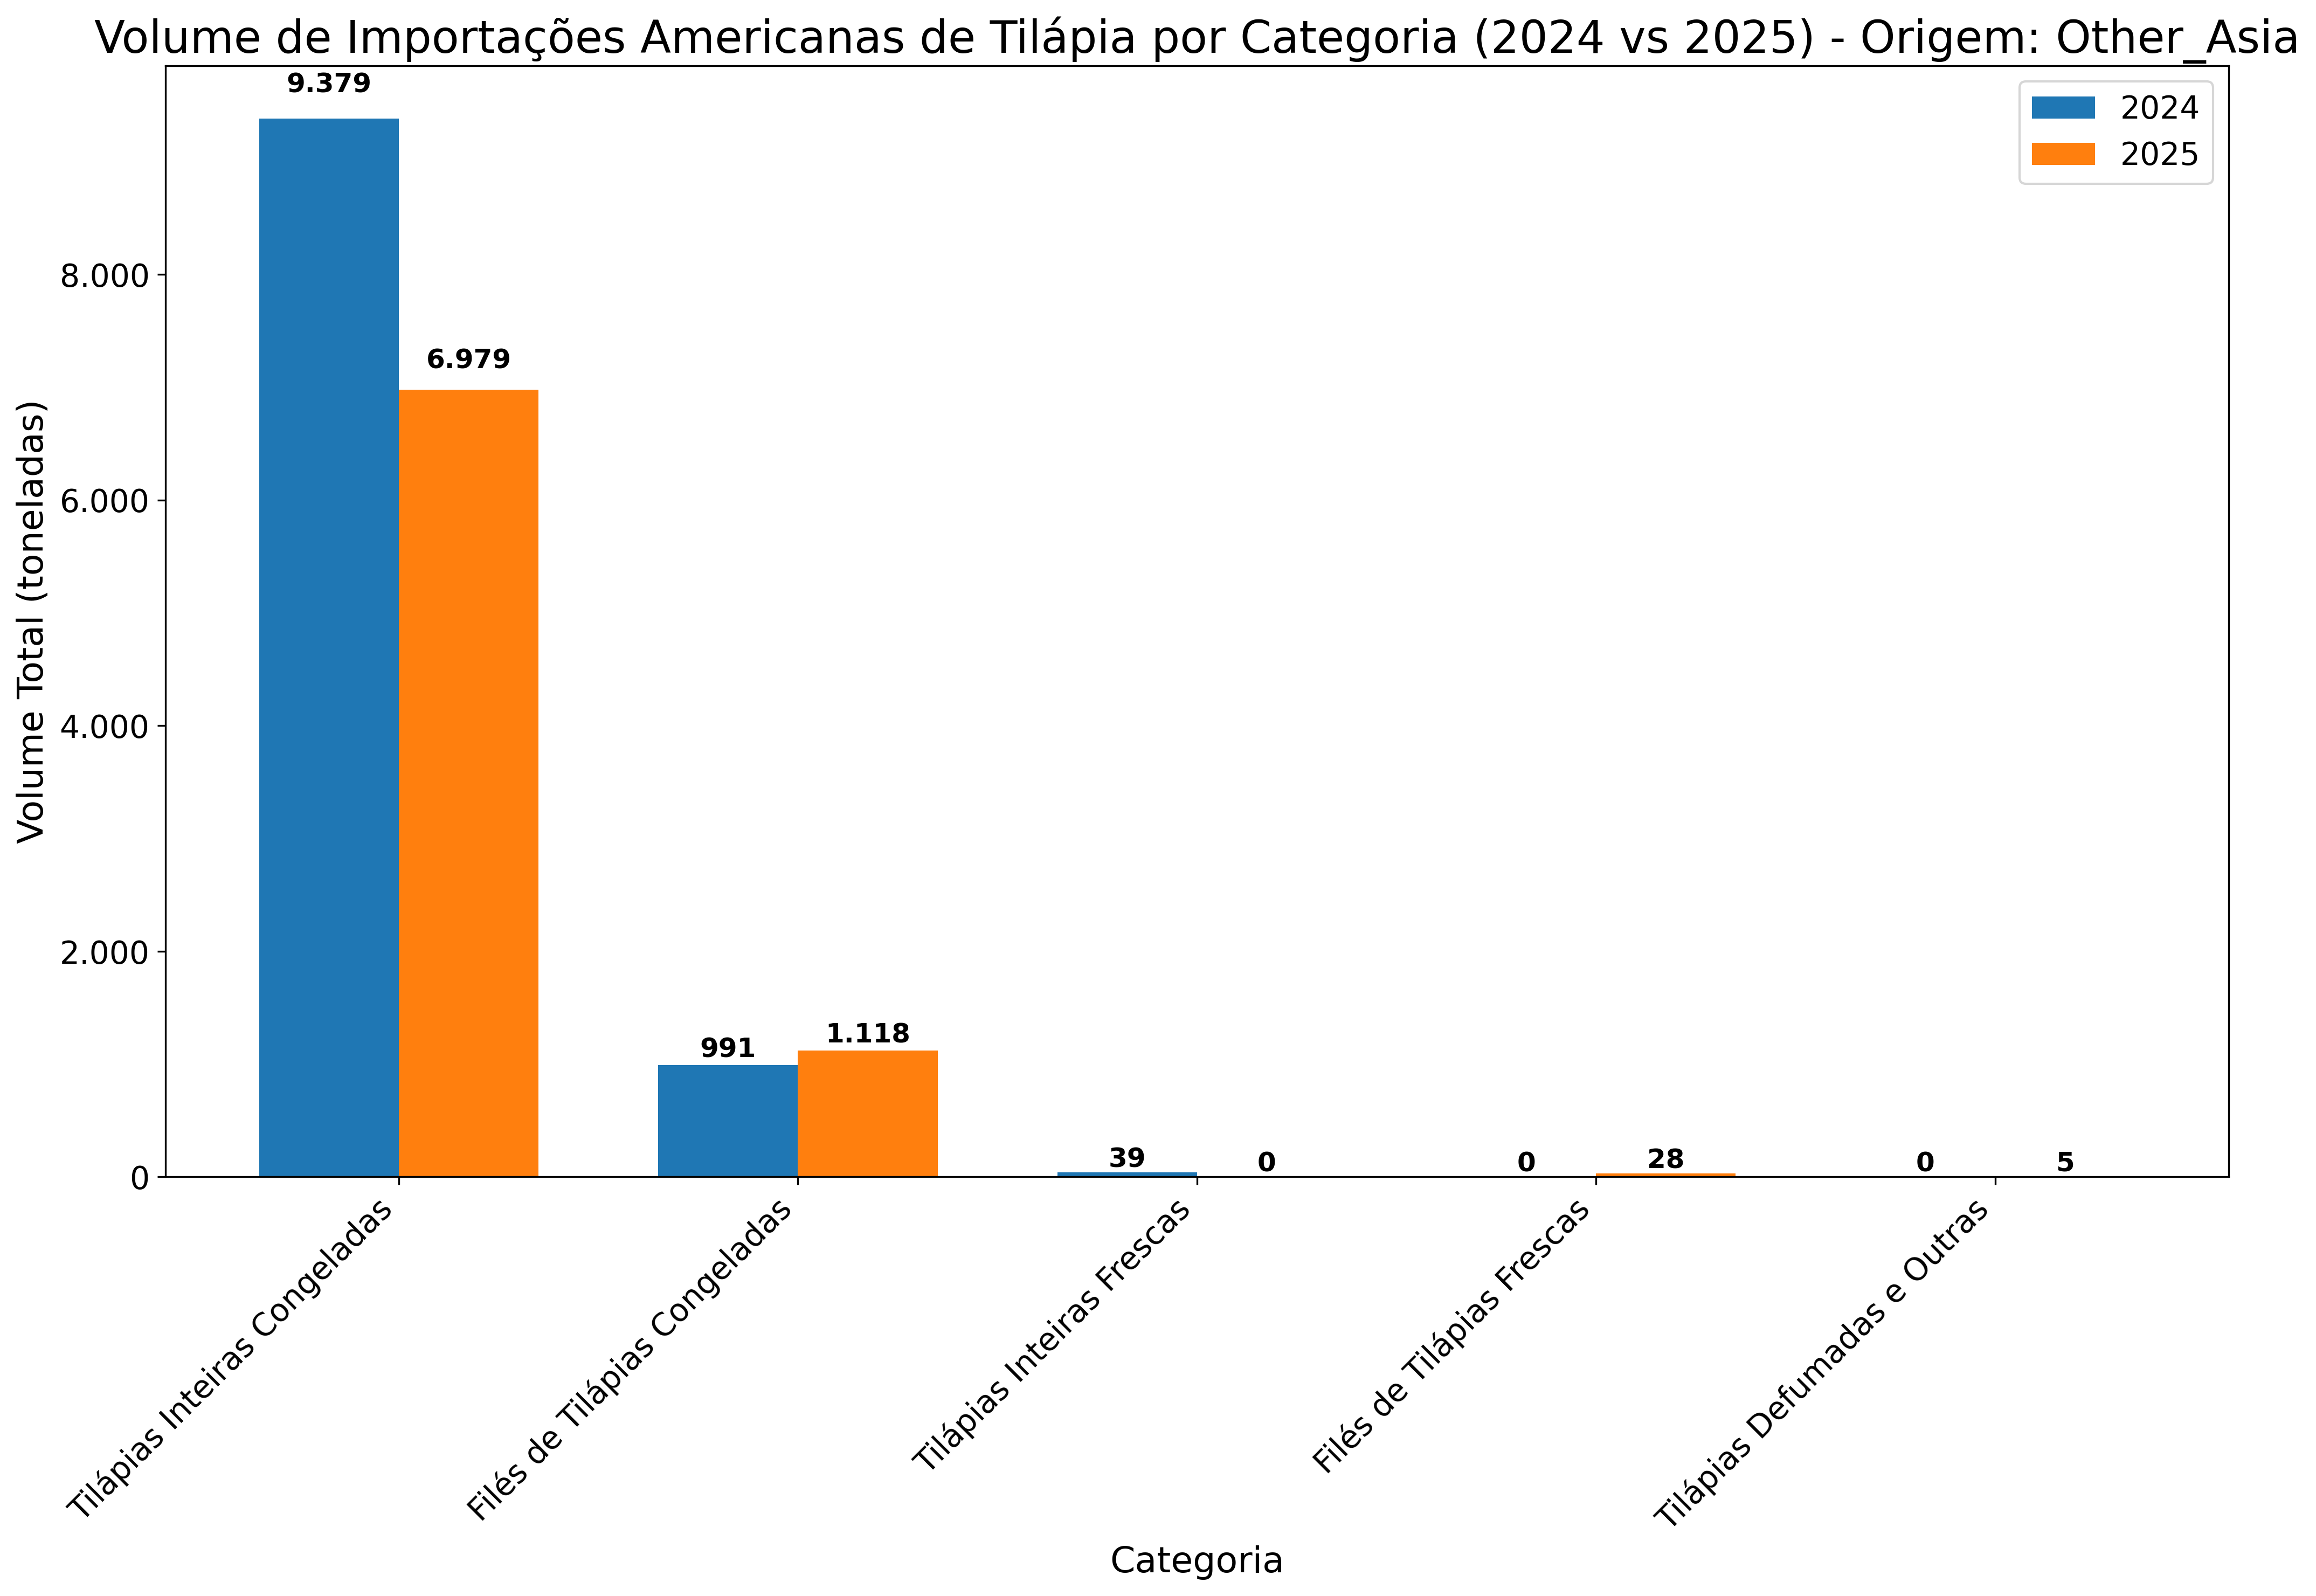 Volume de Importações Americanas de Tilápia por Categoria (2024 vs 2025) - Origem: Other_Asia
2024
2025
Volume Total (toneladas)
8.000
6.000
4.000
2.000
0
9.379
6.979
991
1.118
39
0
0
28
0
5
Tilápias Inteiras Congeladas
Filés de Tilápias Congeladas
Tilápias Inteiras Frescas
Filés de Tilápias Frescas
Tilápias Defumadas e Outras
Categoria